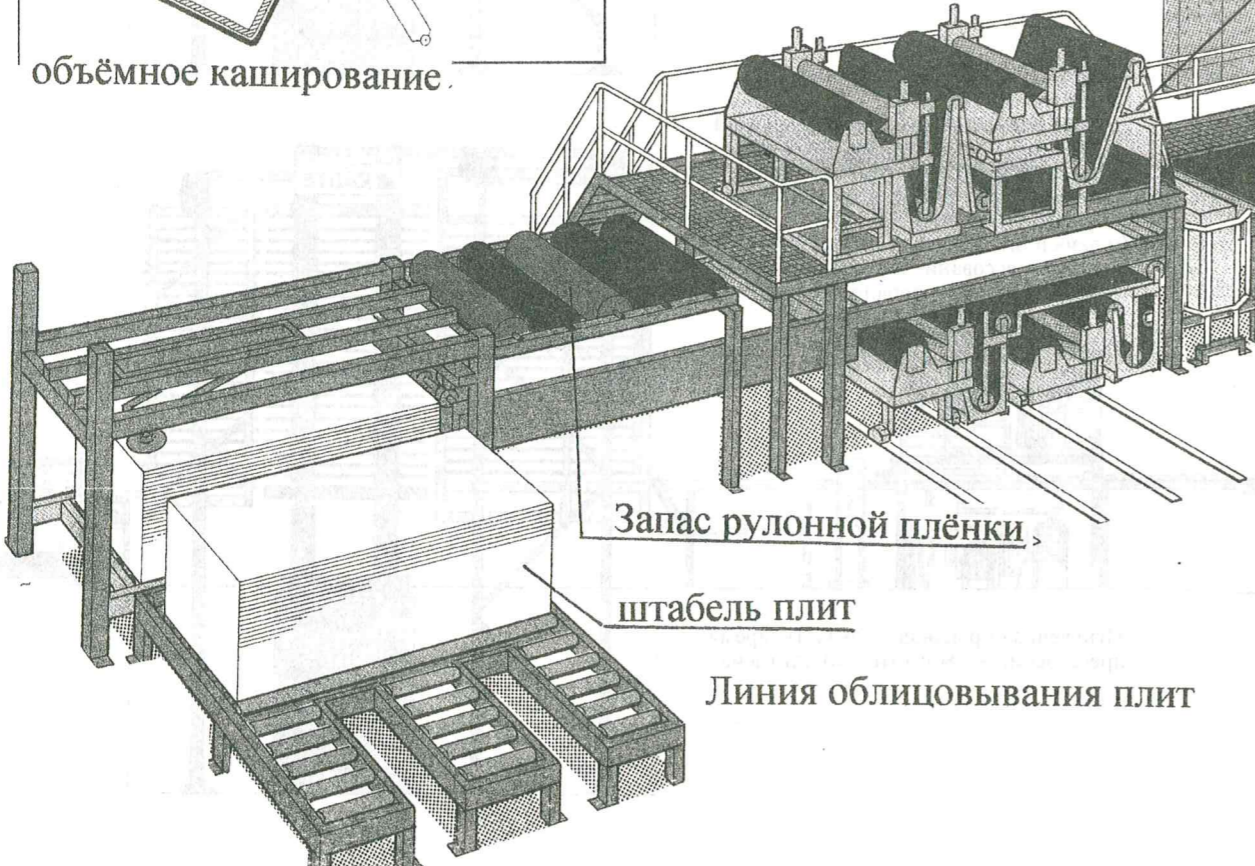 объёмное каширование
Запас рулонной плёнки
штабель плит
Линия облицовывания плит